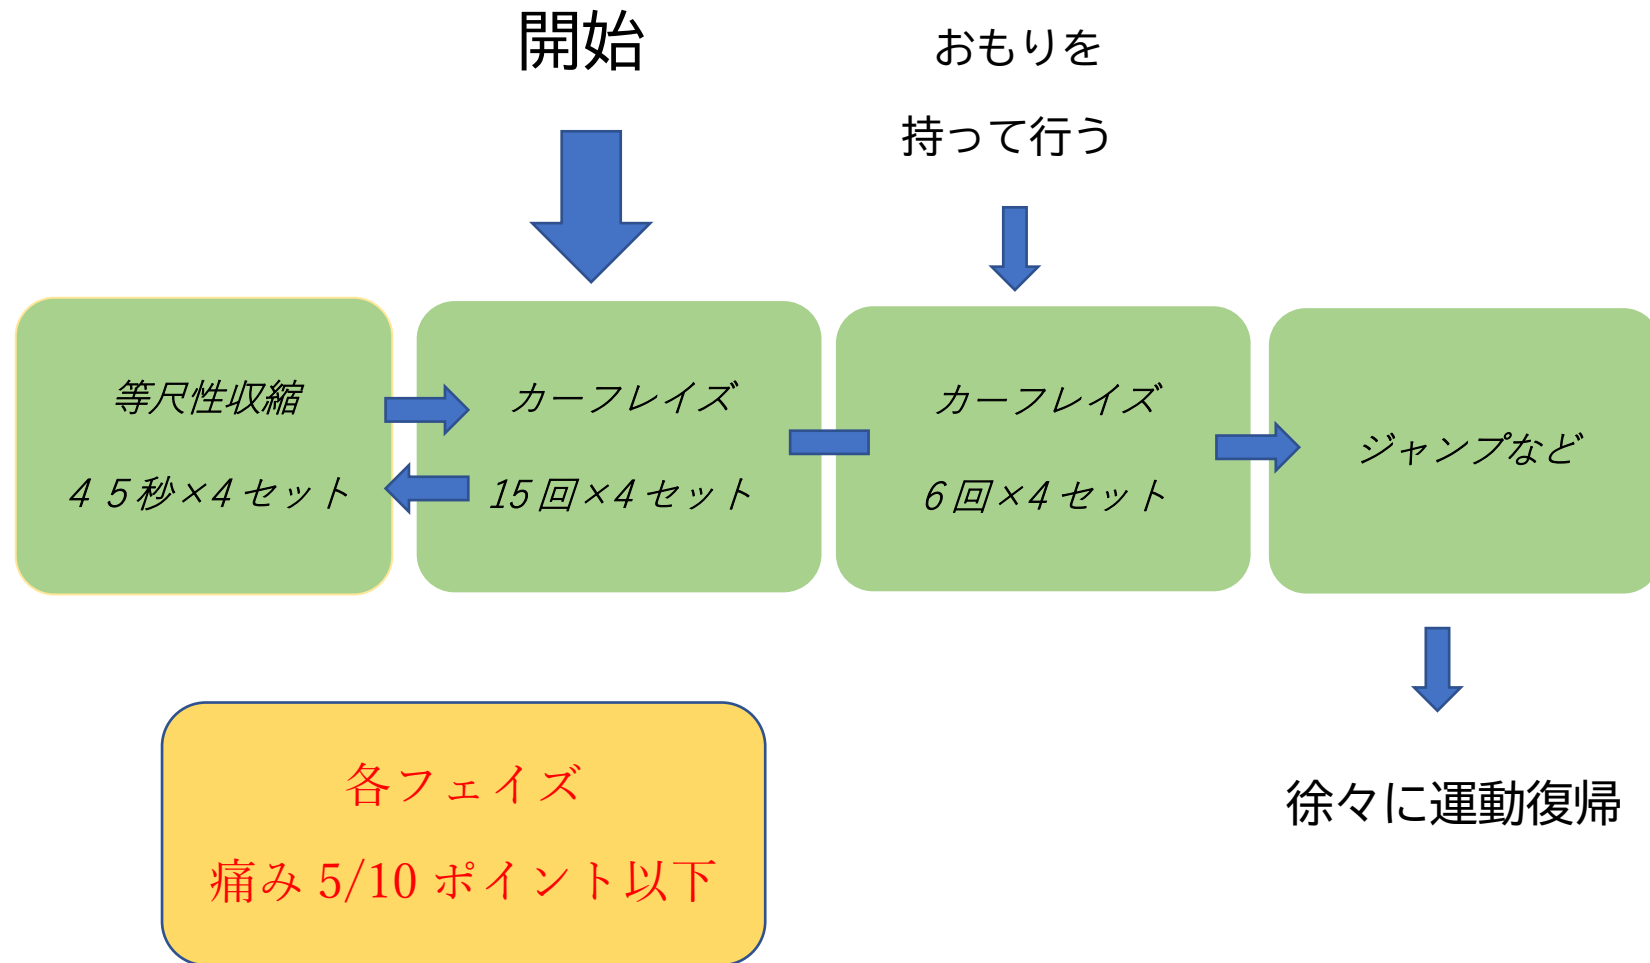 開始
おもりを
持って行う
等尺性収縮
４５秒×4セット
カーフレイズ
15回×4セット
カーフレイズ
6回×4セット
ジャンプなど
各フェイズ
痛み 5/10 ポイント以下
徐々に運動復帰